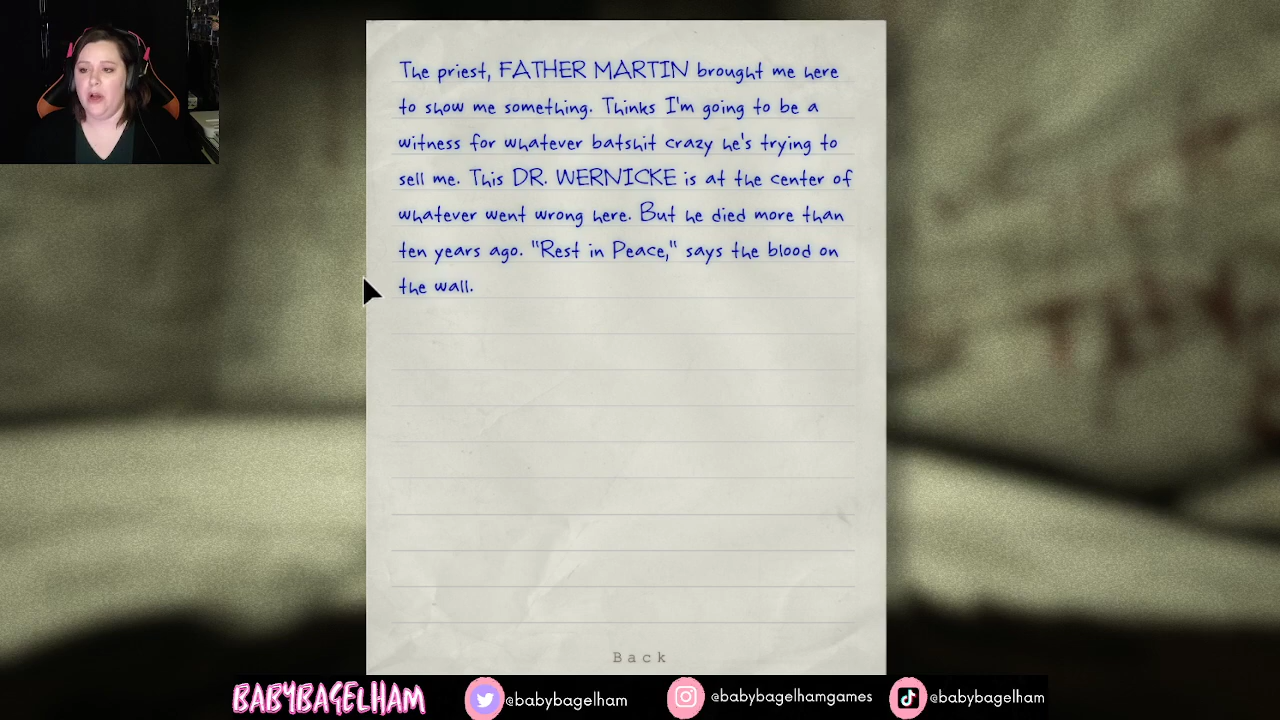 The priest, FATHER MARTIN brought me here
to show me something. Thinks I'm going to be a
witness for whatever batshit crazy he's trying to
sell me. This DR. WERNICKE is at the center of
whatever went wrong here. But he died more than
ten years ago. "Rest in Peace," says the blood on
the wall.
Back
BABYBAGELHAM
@babybagelham
@babybagelhamgames
@babybagelham